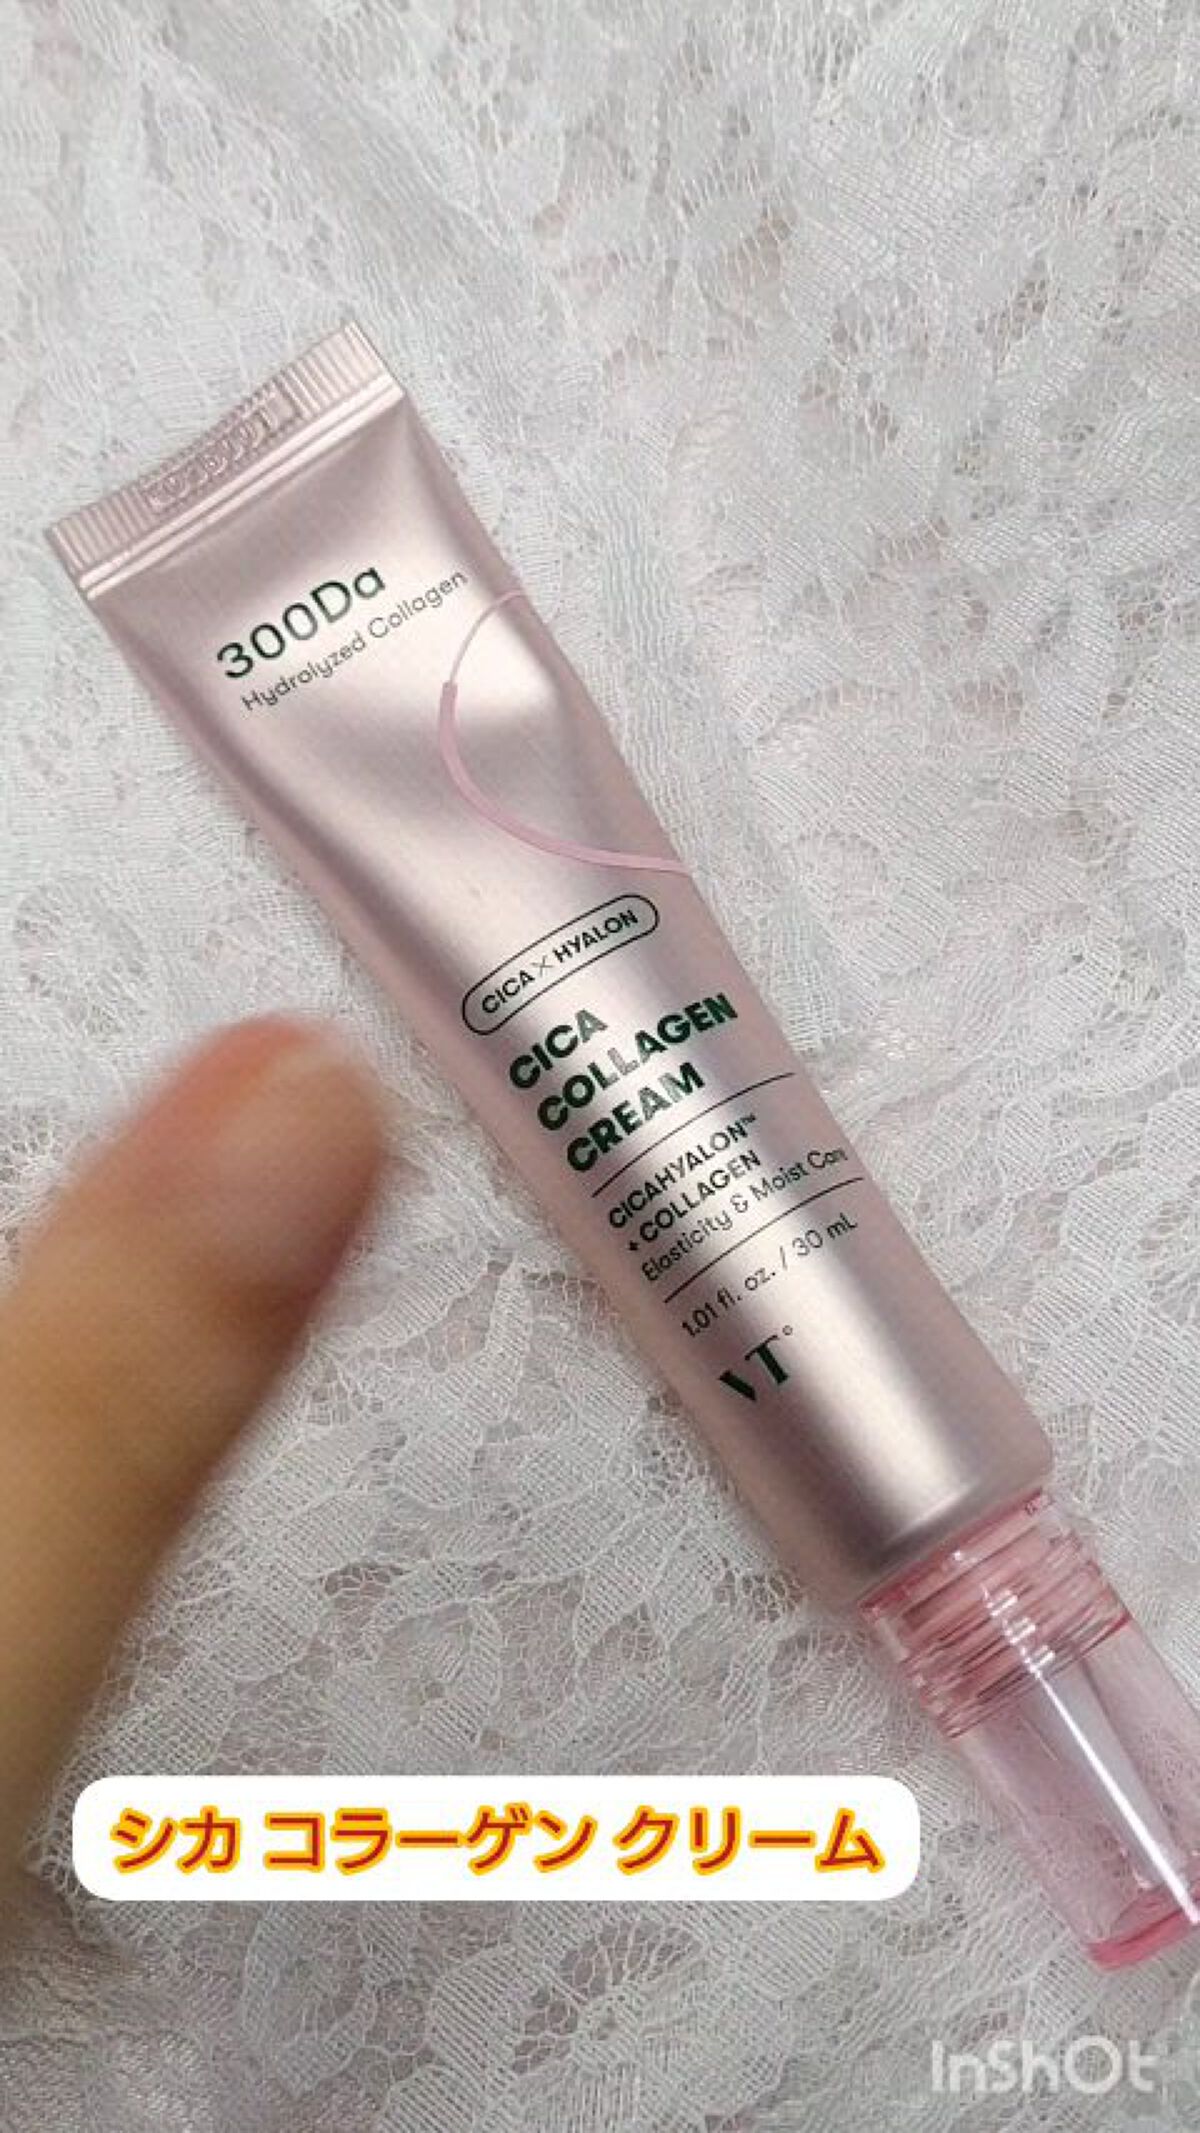 300Da
Hydrolyzed Collagen
CICA × HYALON
CICA
COLLAGEN
CREAM
CICAHYALON™
+ COLLAGEN
Elasticity & Moist Care
1.01 fl. oz. / 30 mL
VT°
シカ コラーゲン クリーム
InShOt